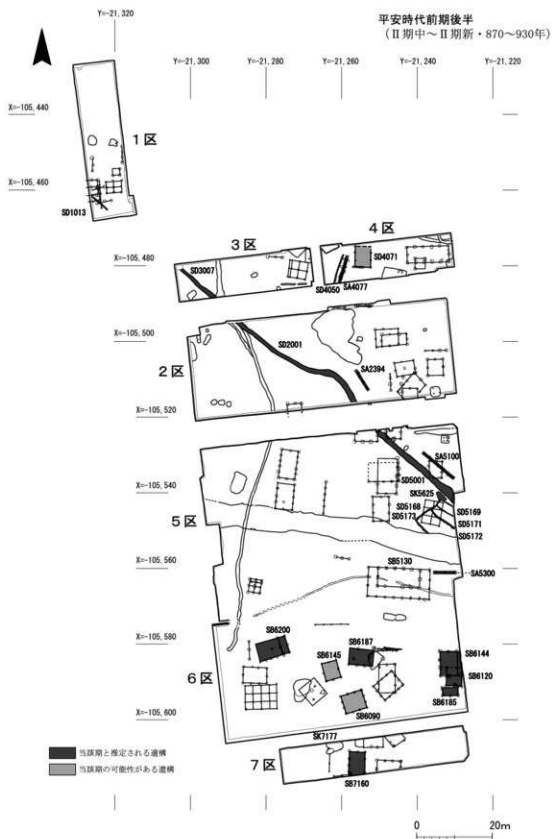 平安時代前期後半
（Ⅱ期中～Ⅱ期新・870～930年）
Y=-21,320
Y=-21,300
Y=-21,280
Y=-21,260
Y=-21,240
Y=-21,220
X=-105,440
1区
X=-105,460
SD1013
3区
4区
X=-105,480
SD3007
SD4071
SD4050
SA4077
X=-105,500
SD2001
2区
SA2394
X=-105,520
SA5100
X=-105,540
SD5001
SK5625
SD5168
SD5169
5区
SD5173
SD5171
SD5172
X=-105,560
SB5130
SA5300
X=-105,580
SB6200
SB6187
SB6145
SB6144
6区
SB6120
SB6185
SB6090
X=-105,600
SK7177
当該期と推定される遺構
7区
当該期の可能性がある遺構
SB7160
0
20m